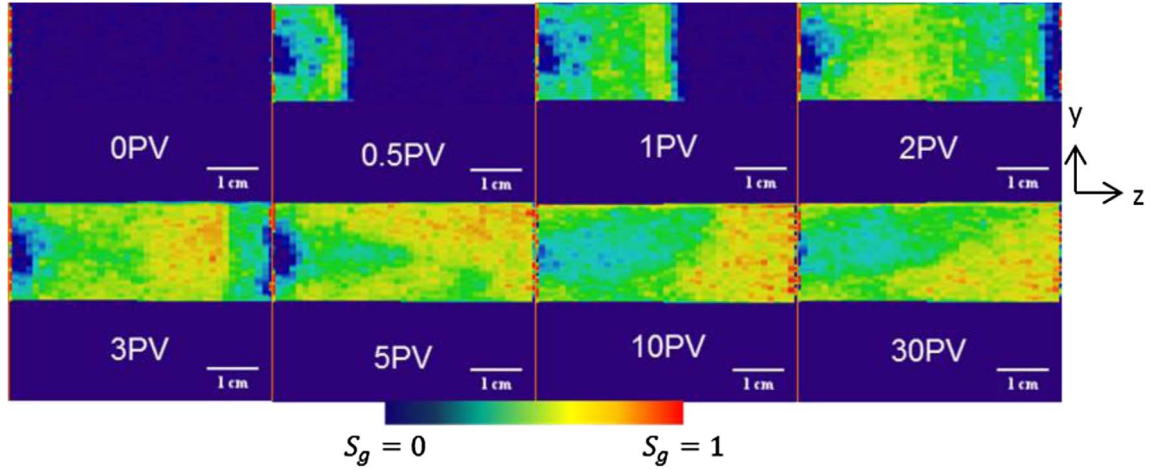 0PV
0.5PV
1PV
2PV
1 cm
1 cm
1 cm
1 cm
y
z
3PV
5PV
10PV
30PV
1 cm
1 cm
1 cm
1 cm
S_g = 0
S_g = 1